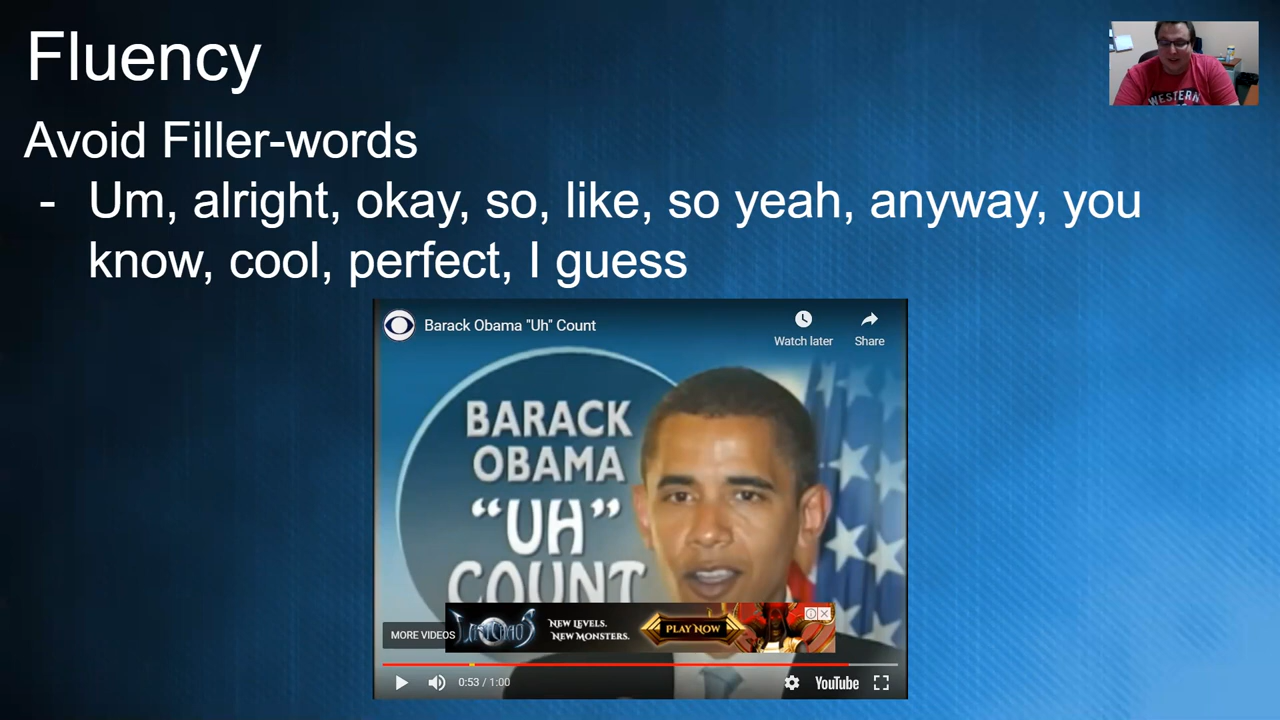 Fluency
WESTERN
Avoid Filler-words
- Um, alright, okay, so, like, so yeah, anyway, you
know, cool, perfect, I guess
Barack Obama "Uh" Count
Watch later
Share
BARACK
OBAMA
“UH”
COUNT
MORE VIDEOS
LastChaos
NEW LEVELS.
NEW MONSTERS.
PLAY NOW
0:53 / 1:00
YouTube